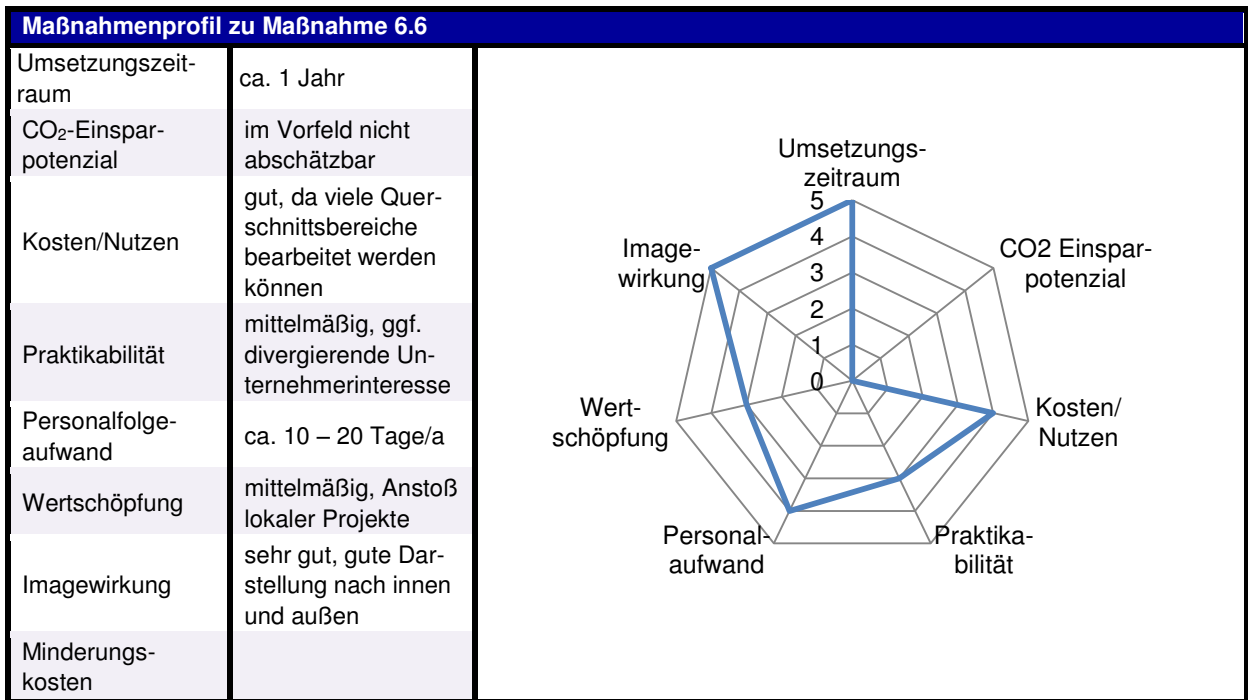 Maßnahmenprofil zu Maßnahme 6.6
Umsetzungszeit-
raum
ca. 1 Jahr
CO₂-Einspar-
potenzial
im Vorfeld nicht
abschätzbar
Kosten/Nutzen
gut, da viele Quer-
schnittsbereiche
bearbeitet werden
können
Praktikabilität
mittelmäßig, ggf.
divergierende Un-
ternehmerinteresse
Personalfolge-
aufwand
ca. 10 – 20 Tage/a
Wertschöpfung
mittelmäßig, Anstoß
lokaler Projekte
Imagewirkung
sehr gut, gute Dar-
stellung nach innen
und außen
Minderungs-
kosten
Umsetzungs-
zeitraum
5
4
3
2
1
0
CO2 Einspar-
potenzial
Kosten/
Nutzen
Praktika-
bilität
Personal-
aufwand
Wert-
schöpfung
Image-
wirkung